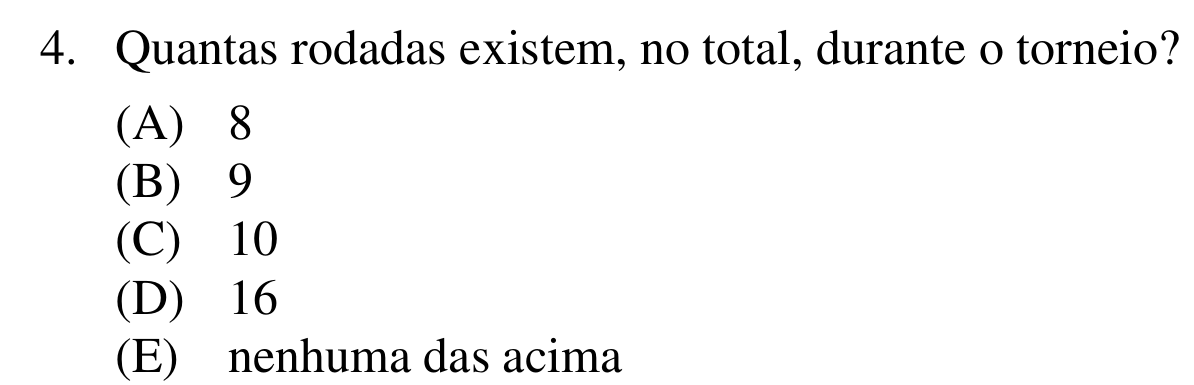 4. Quantas rodadas existem, no total, durante o torneio?
(A) 8
(B) 9
(C) 10
(D) 16
(E) nenhuma das acima